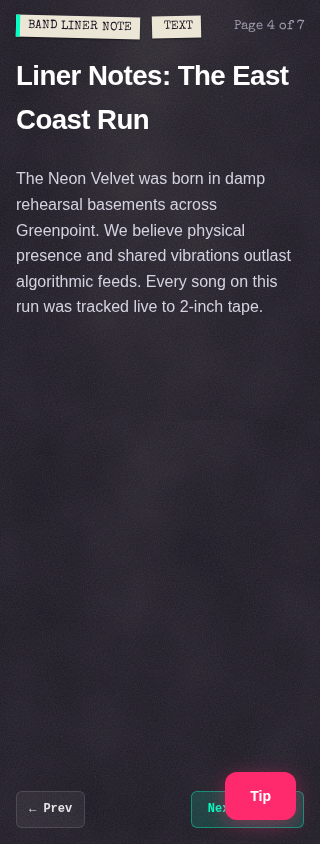 BAND LINER NOTE TEXT Page 4 of 7
Liner Notes: The East
Coast Run
The Neon Velvet was born in damp
rehearsal basements across
Greenpoint. We believe physical
presence and shared vibrations outlast
algorithmic feeds. Every song on this
run was tracked live to 2-inch tape.
← Prev
Tip